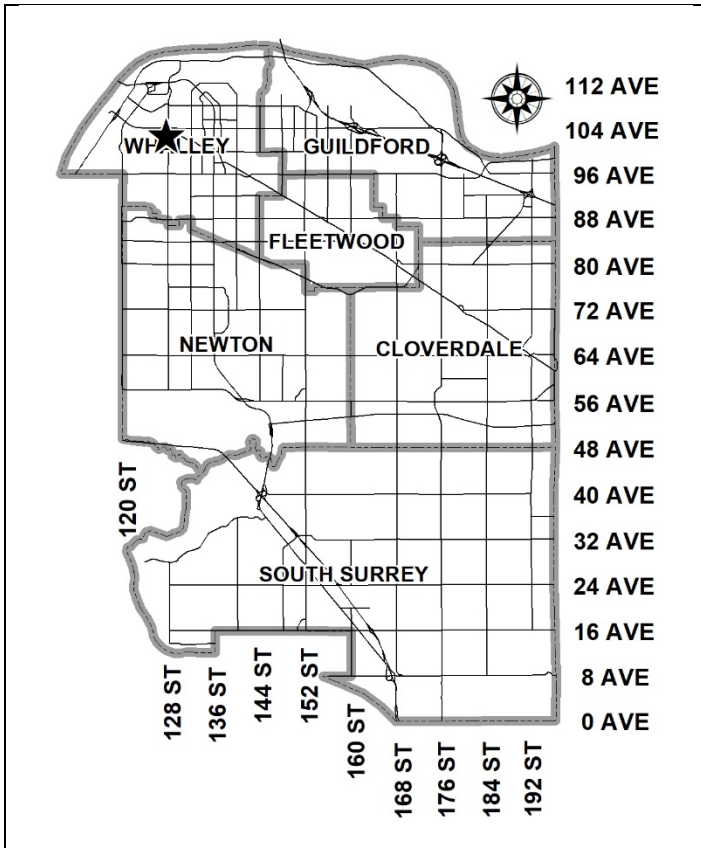 112 AVE
104 AVE
WHALLEY
GUILDFORD
96 AVE
88 AVE
FLEETWOOD
80 AVE
72 AVE
NEWTON
CLOVERDALE
64 AVE
56 AVE
48 AVE
120 ST
40 AVE
32 AVE
SOUTH SURREY
24 AVE
16 AVE
8 AVE
128 ST
136 ST
144 ST
152 ST
160 ST
0 AVE
168 ST
176 ST
184 ST
192 ST